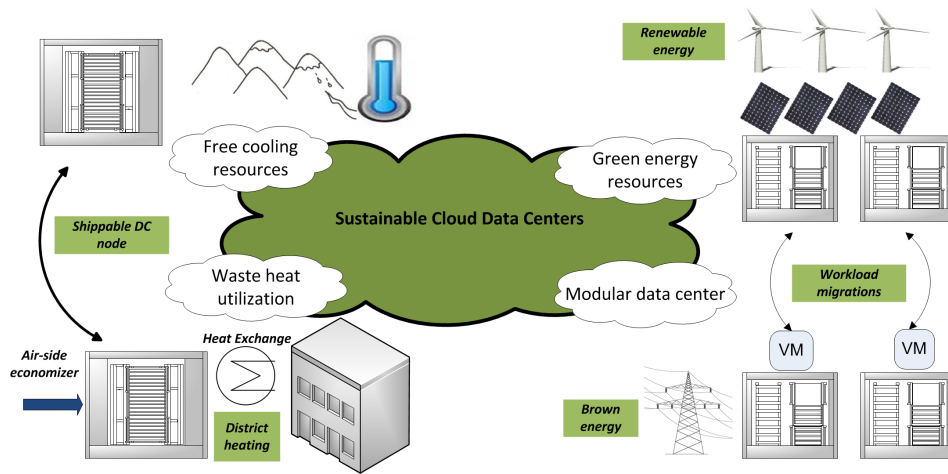 Renewable
energy
Free cooling
resources
Green energy
resources
Sustainable Cloud Data Centers
Shippable DC
node
Waste heat
utilization
Modular data center
Workload
migrations
Heat Exchange
Air-side
economizer
VM
VM
District
heating
Brown
energy